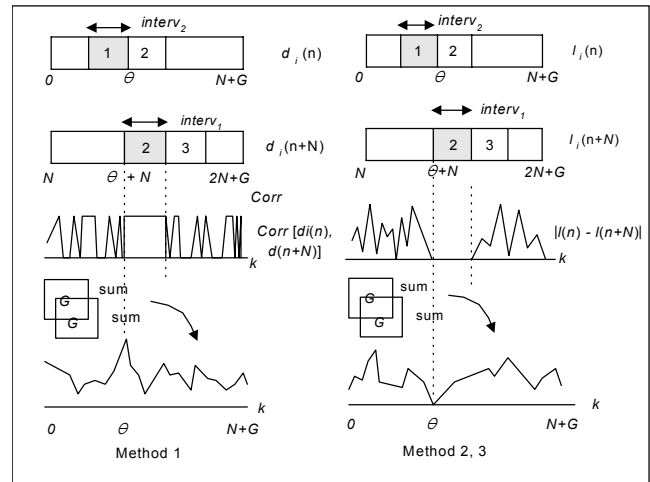 interv2
1 2
d i (n)
0 θ N+G
interv1
2 3
d i (n+N)
N θ + N 2N+G
Corr
Corr [di(n),
d(n+N)]
k
sum
G
G
sum
k
0 θ N+G
Method 1
interv2
1 2
l i (n)
0 θ N+G
interv1
2 3
l i (n+N)
N θ+N 2N+G
|l(n) - l(n+N)|
k
sum
G
G
sum
k
0 θ N+G
Method 2, 3